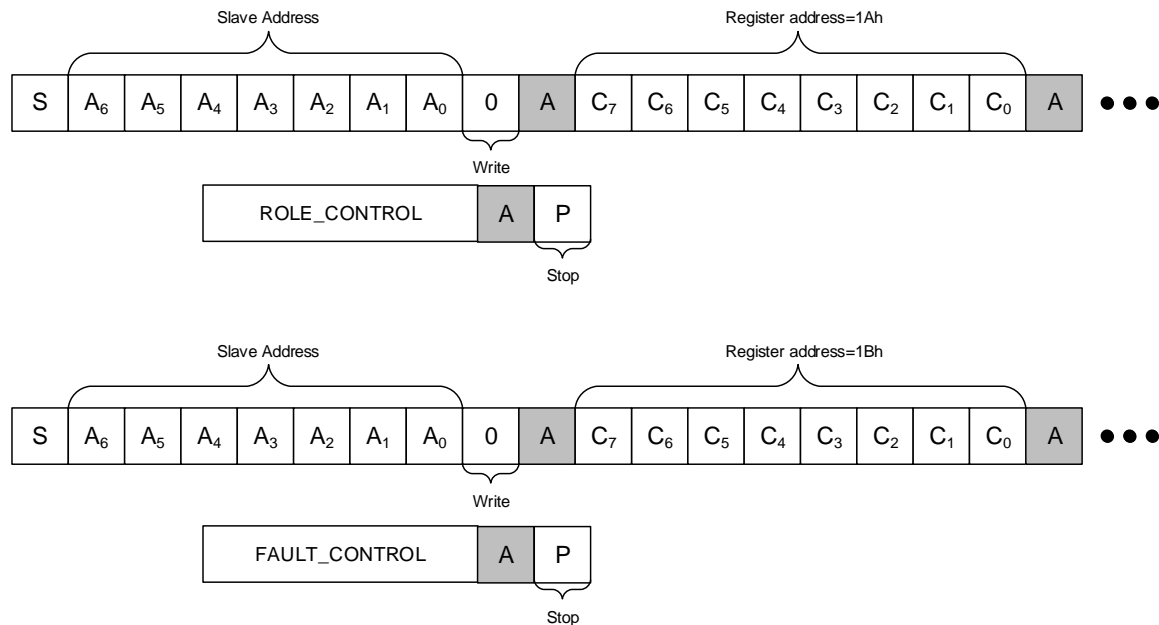 Slave Address Register address=1Ah
S A₆ A₅ A₄ A₃ A₂ A₁ A₀ 0 A C₇ C₆ C₅ C₄ C₃ C₂ C₁ C₀ A •••
Write
ROLE_CONTROL A P
Stop
Slave Address Register address=1Bh
S A₆ A₅ A₄ A₃ A₂ A₁ A₀ 0 A C₇ C₆ C₅ C₄ C₃ C₂ C₁ C₀ A •••
Write
FAULT_CONTROL A P
Stop